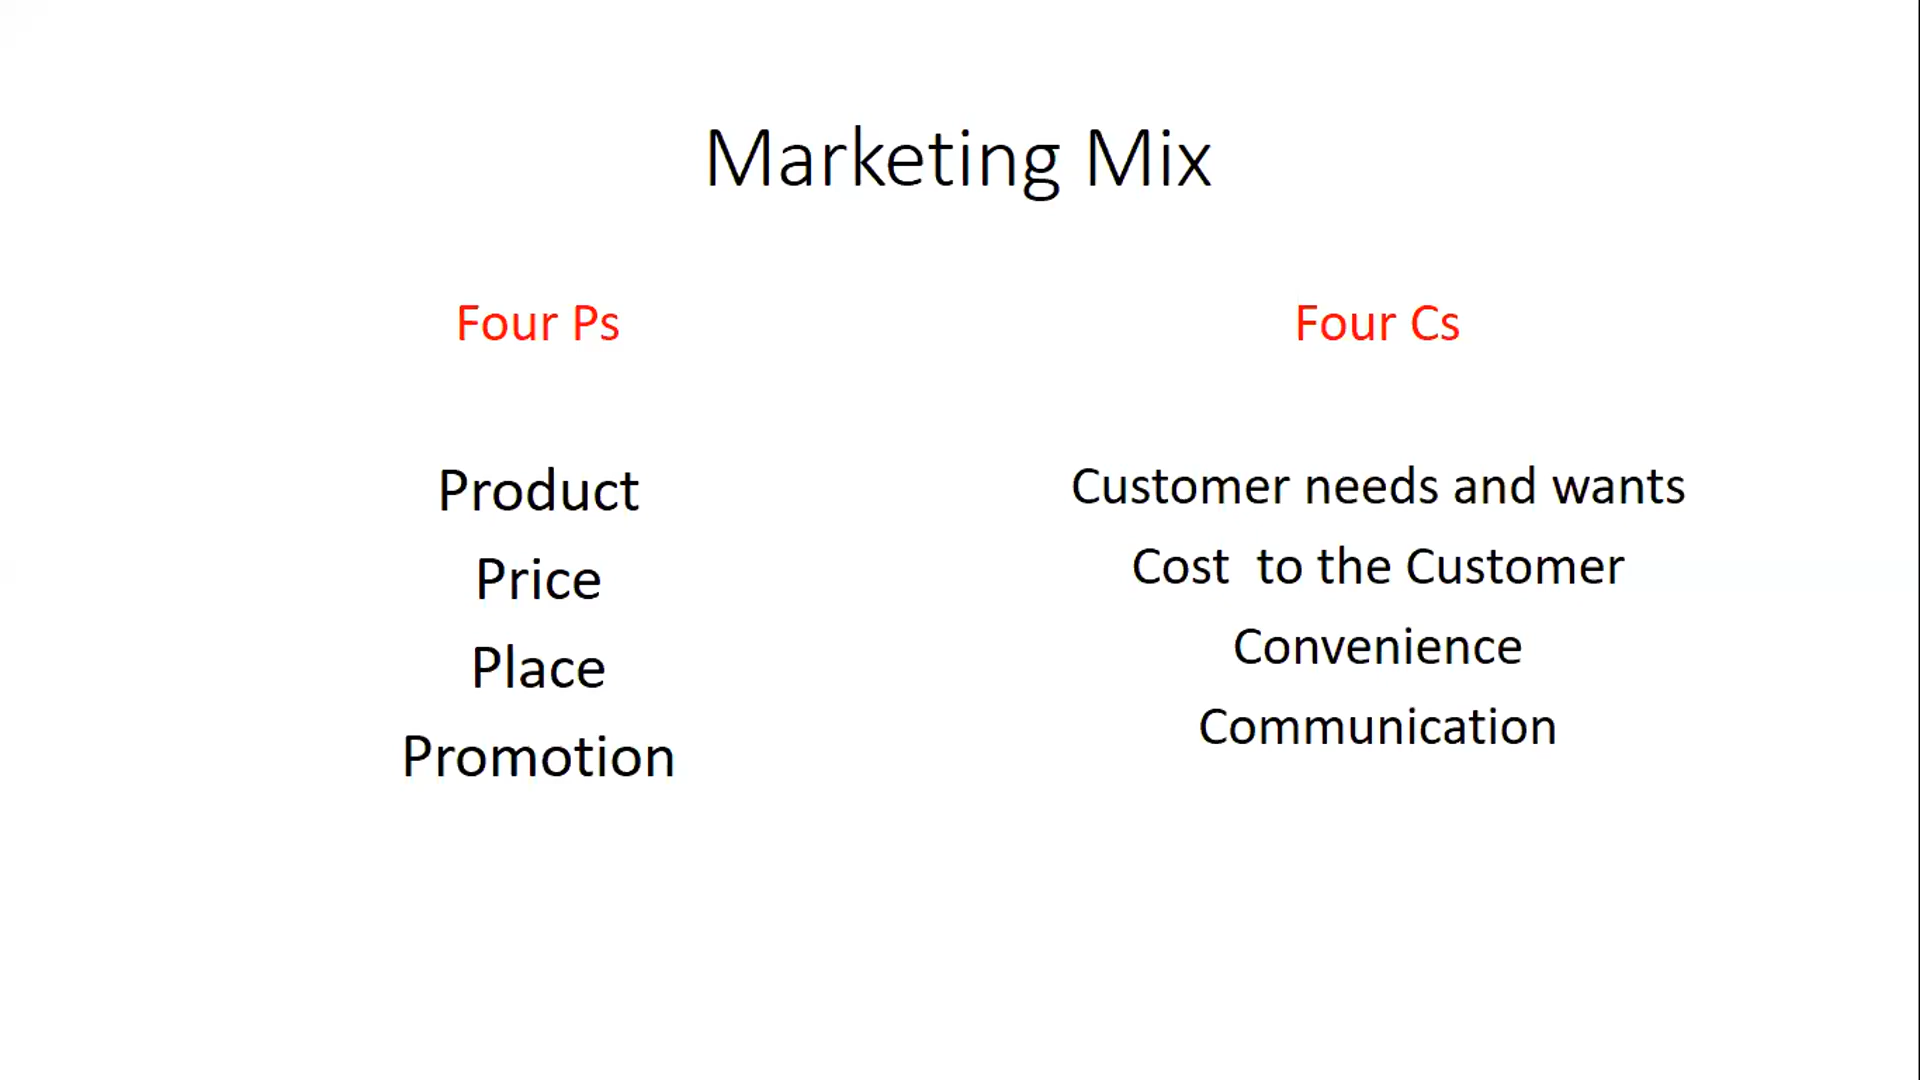 Marketing Mix
Four Ps
Product
Price
Place
Promotion
Four Cs
Customer needs and wants
Cost  to the Customer
Convenience
Communication